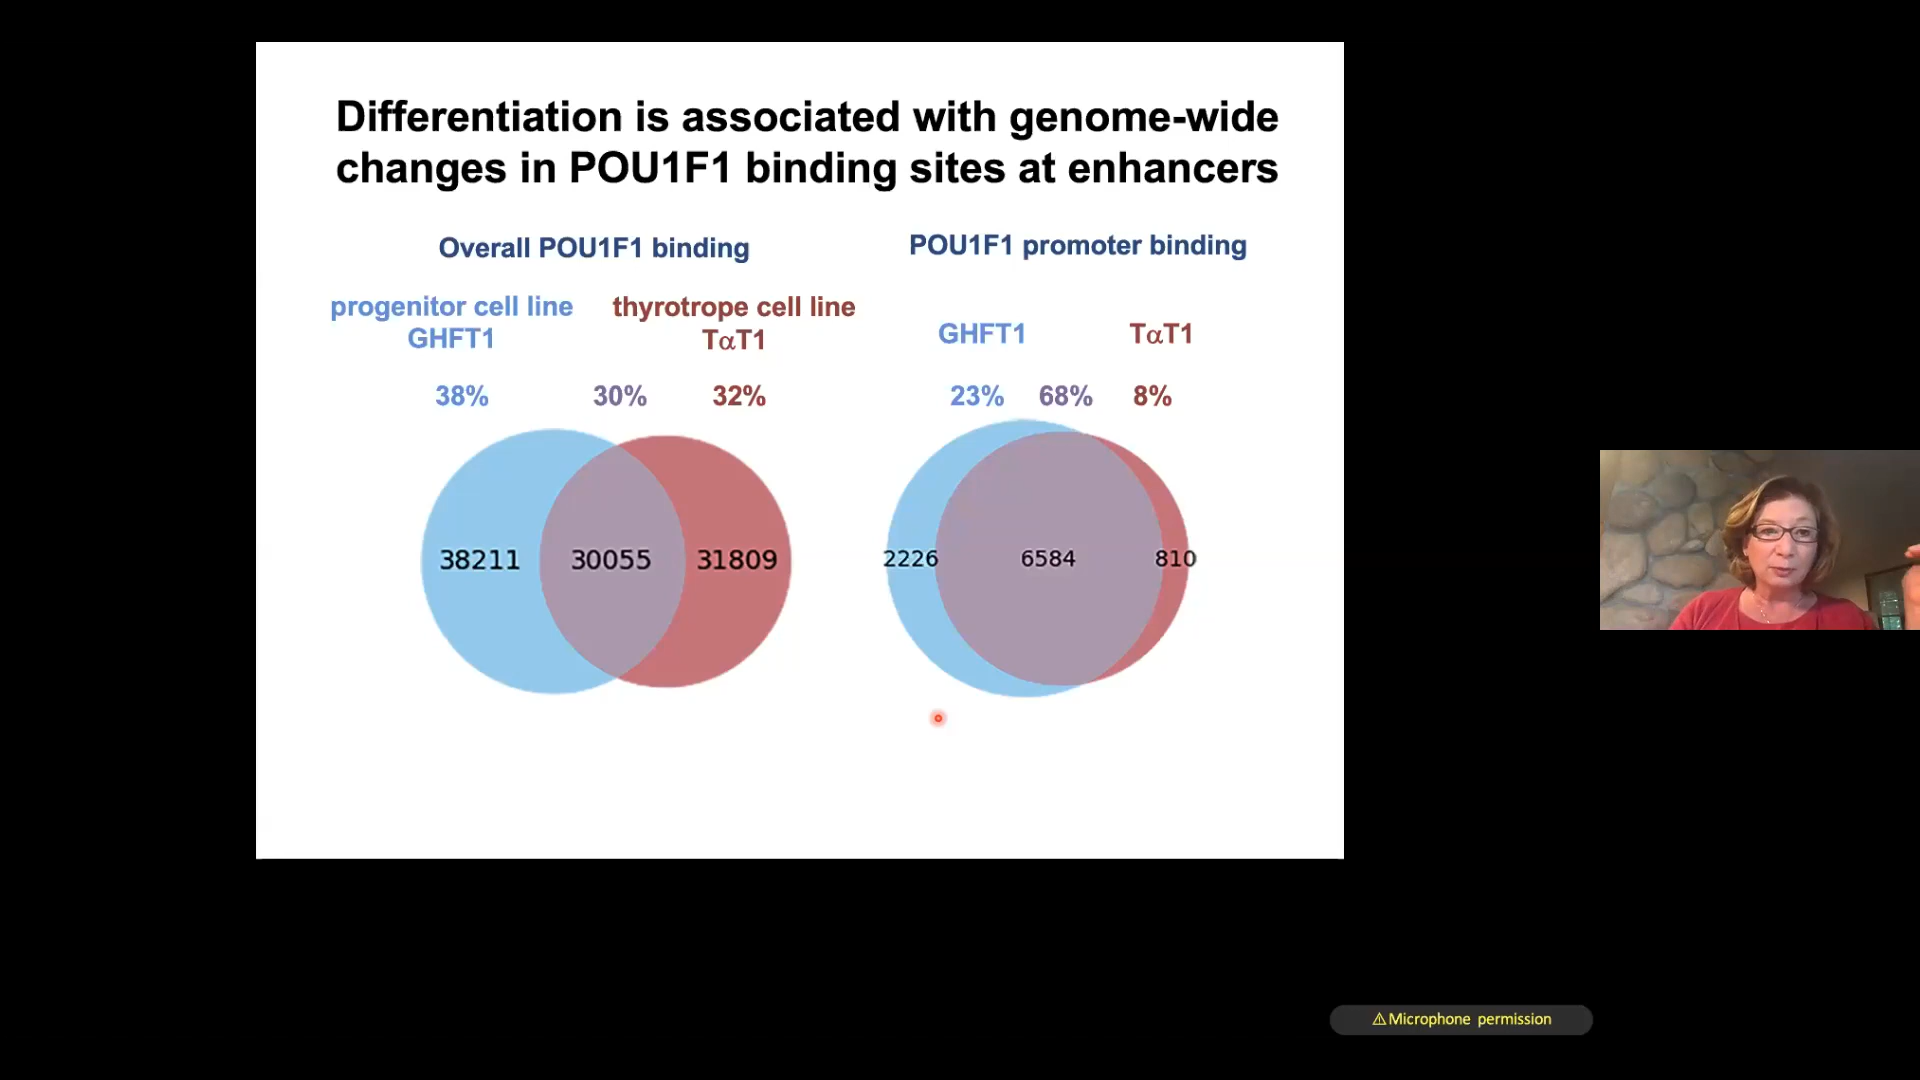 Differentiation is associated with genome-wide
changes in POU1F1 binding sites at enhancers
Overall POU1F1 binding
progenitor cell line
GHFT1
thyrotrope cell line
TαT1
38%
30%
32%
38211
30055
31809
POU1F1 promoter binding
GHFT1
TαT1
23%
68%
8%
2226
6584
810
⚠Microphone permission